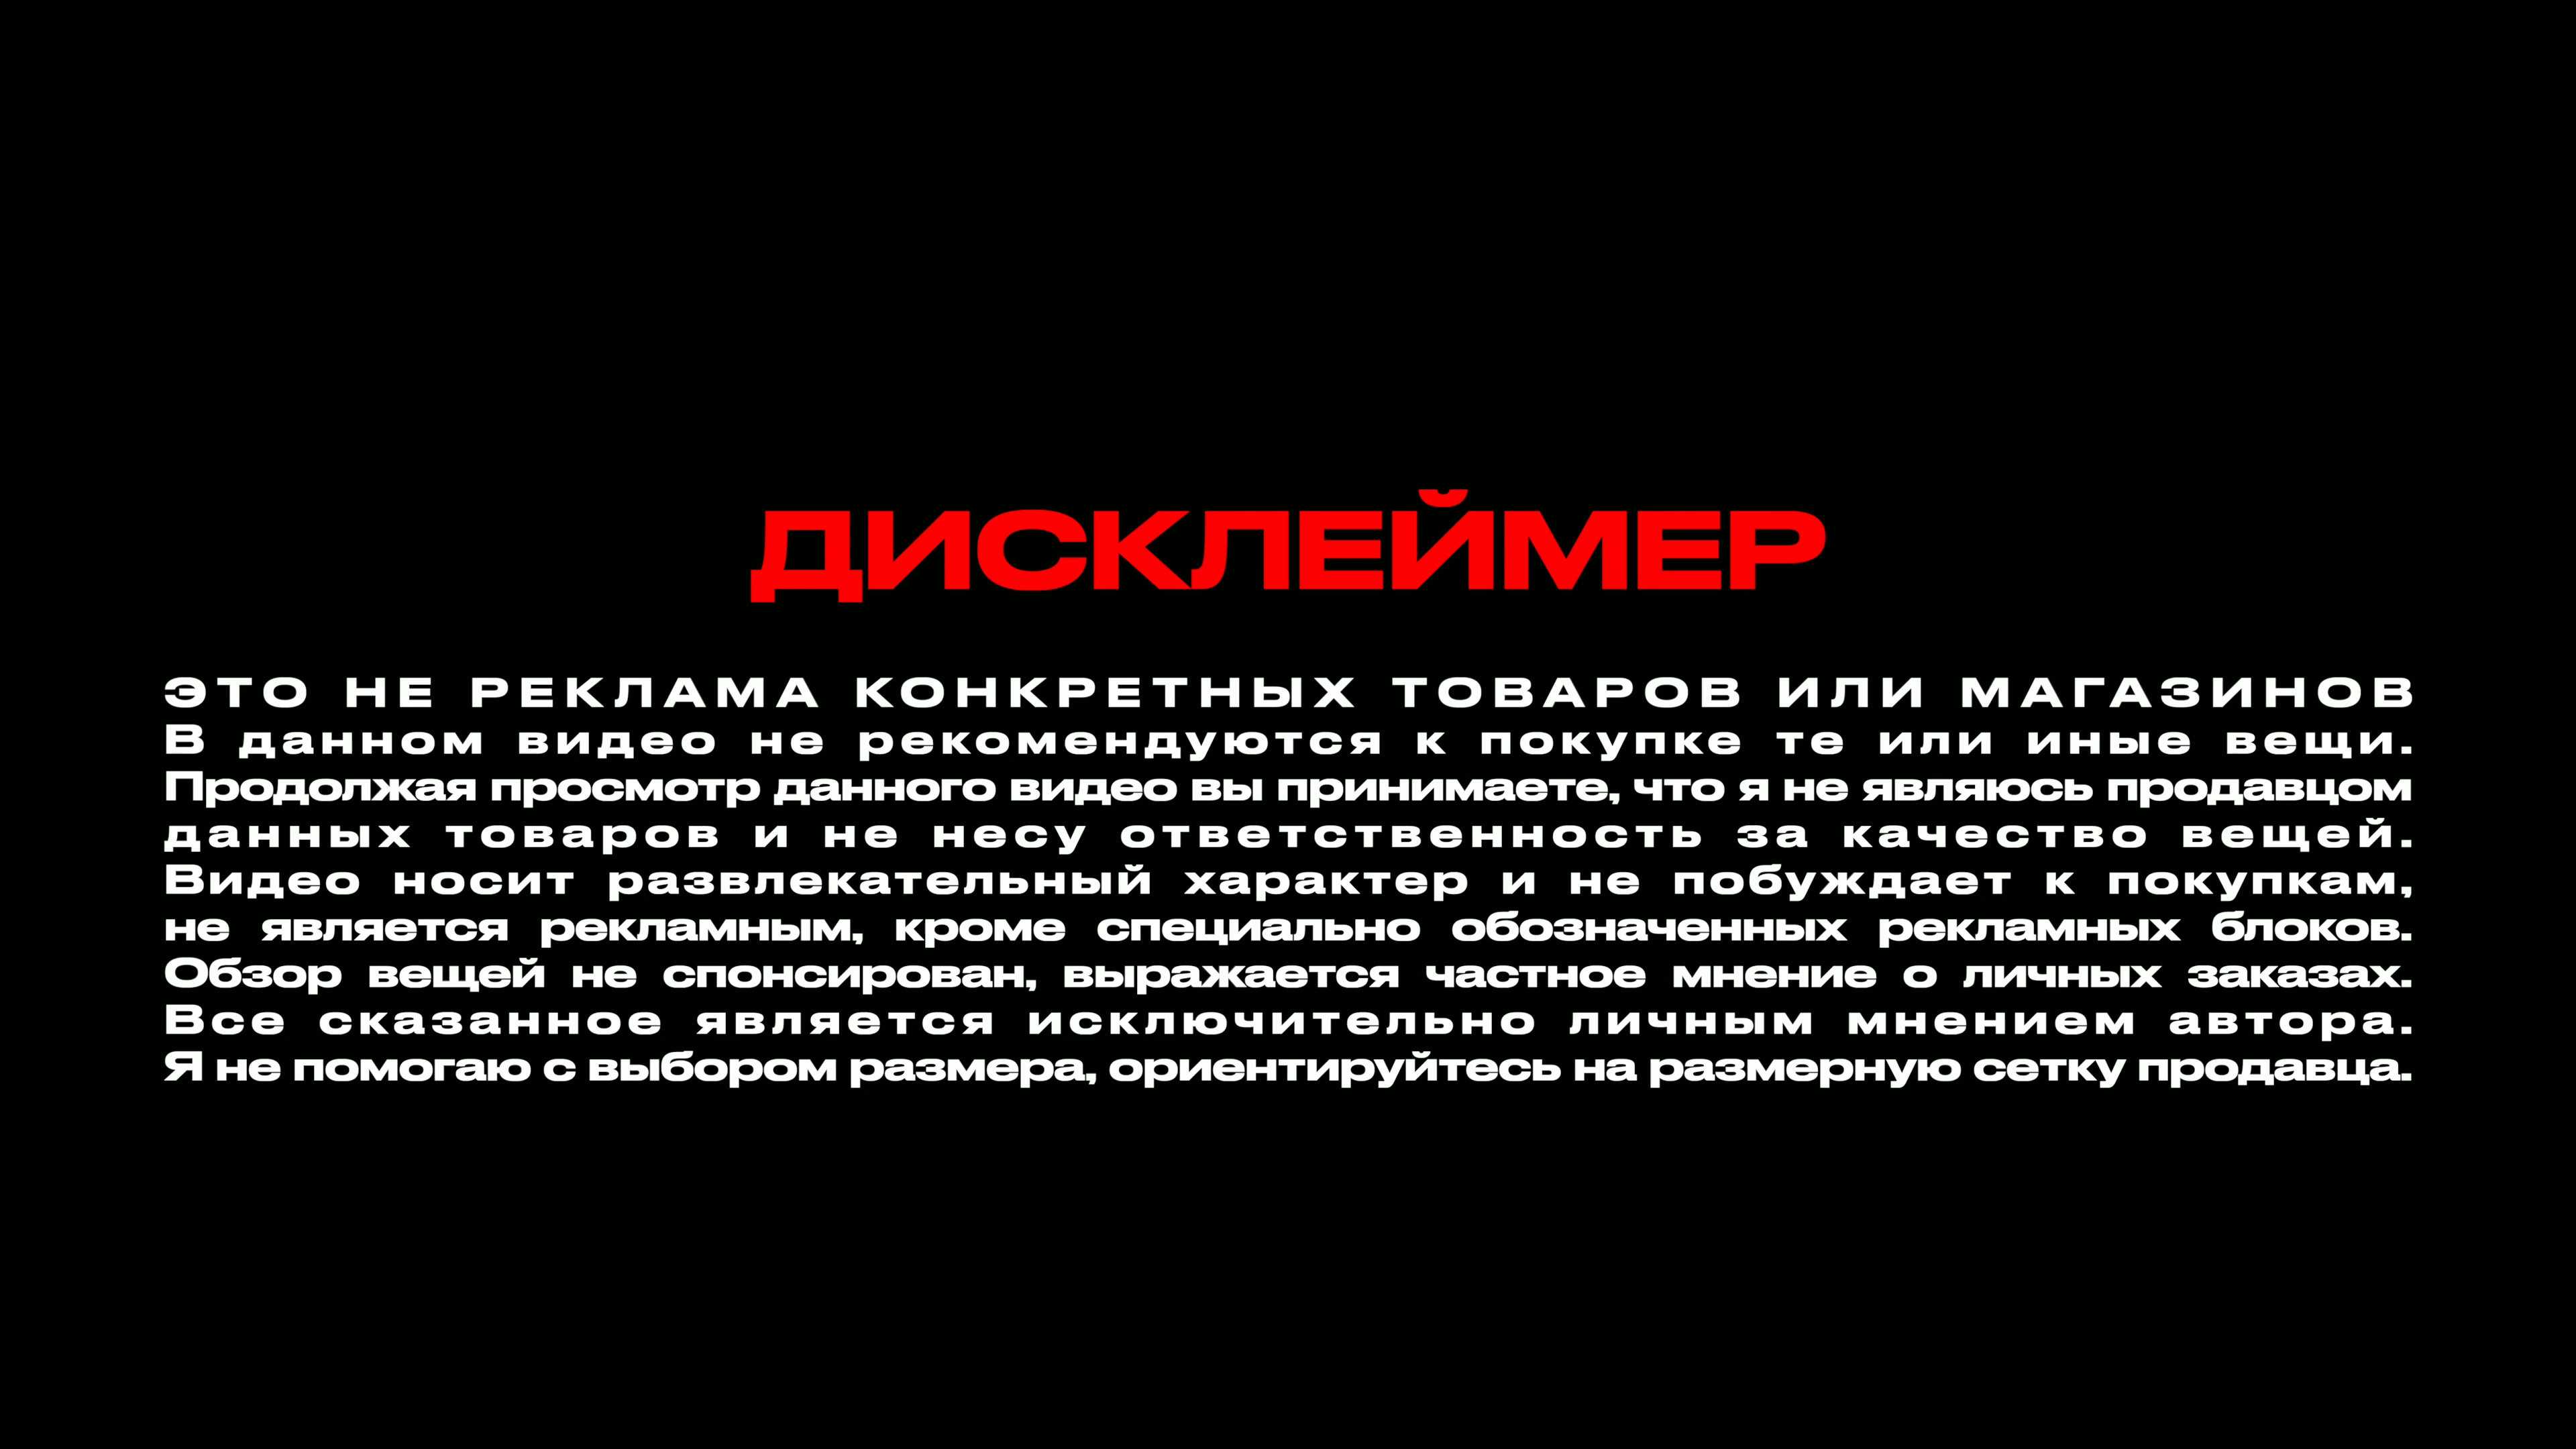 ДИСКЛЕЙМЕР
ЭТО НЕ РЕКЛАМА КОНКРЕТНЫХ ТОВАРОВ ИЛИ МАГАЗИНОВ
В данном видео не рекомендуются к покупке те или иные вещи.
Продолжая просмотр данного видео вы принимаете, что я не являюсь продавцом
данных товаров и не несу ответственность за качество вещей.
Видео носит развлекательный характер и не побуждает к покупкам,
не является рекламным, кроме специально обозначенных рекламных блоков.
Обзор вещей не спонсирован, выражается частное мнение о личных заказах.
Все сказанное является исключительно личным мнением автора.
Я не помогаю с выбором размера, ориентируйтесь на размерную сетку продавца.